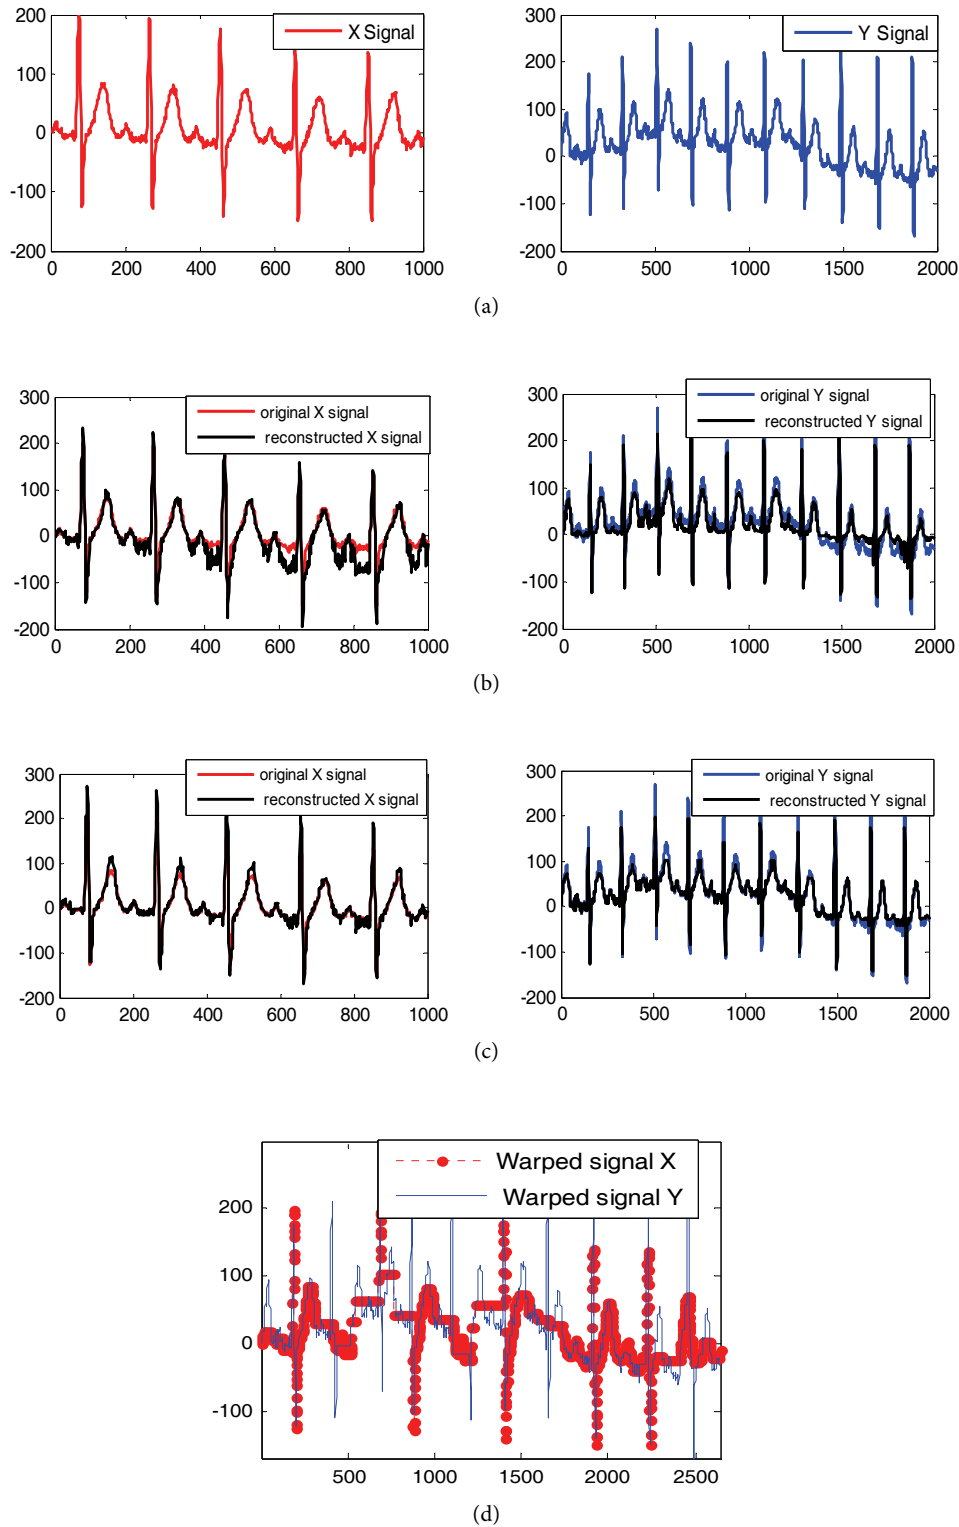 200
100
0
-100
-200
0 200 400 600 800 1000
X Signal
300
200
100
0
-100
-200
0 500 1000 1500 2000
Y Signal
(a)
300
200
100
0
-100
-200
0 200 400 600 800 1000
original X signal
reconstructed X signal
300
200
100
0
-100
-200
0 500 1000 1500 2000
original Y signal
reconstructed Y signal
(b)
300
200
100
0
-100
-200
0 200 400 600 800 1000
original X signal
reconstructed X signal
300
200
100
0
-100
-200
0 500 1000 1500 2000
original Y signal
reconstructed Y signal
(c)
Warped signal X
Warped signal Y
200
100
0
-100
500 1000 1500 2000 2500
(d)